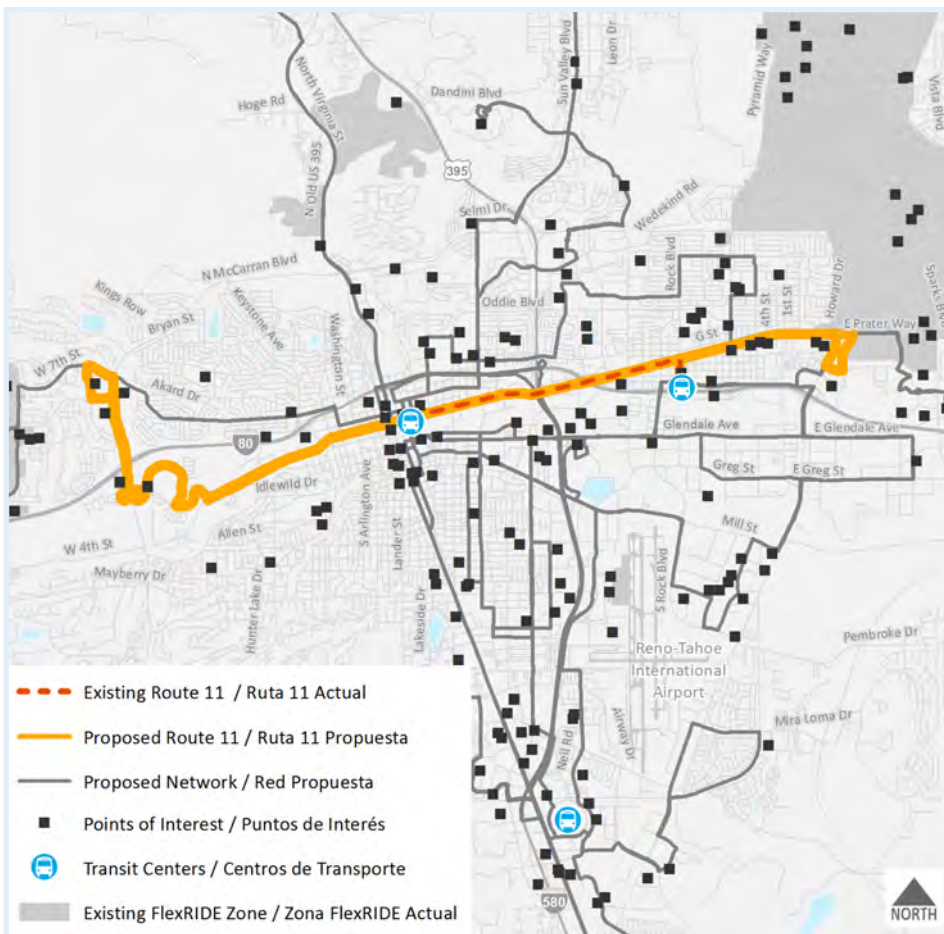 Sun Valley Blvd
Leon Dr
Pyramid Way
Vista Blvd
North Virginia St
Dandini Blvd
Hoge Rd
N Old US 395
395
Selmi Dr
Wedekind Rd
N McCarran Blvd
Rock Blvd
Howard Dr
Kings Row
Keystone Ave
Bryan St
Oddie Blvd
4th St
1st St
Sparks Bl
Washington St
G St
E Prater Way
W 7th St
Akard Dr
80
Glendale Ave
E Glendale Ave
Idlewild Dr
Greg St
E Greg St
S Arlington Ave
Allen St
Lander St
Mill St
W 4th St
Mayberry Dr
Hunter Lake Dr
Lakeside Dr
S Rock Blvd
Pembroke Dr
Reno-Tahoe
International
Airport
Mira Loma Dr
Neil Rd
Airway Dr
580
Existing Route 11 / Ruta 11 Actual
Proposed Route 11 / Ruta 11 Propuesta
Proposed Network / Red Propuesta
Points of Interest / Puntos de Interés
Transit Centers / Centros de Transporte
Existing FlexRIDE Zone / Zona FlexRIDE Actual
NORTH